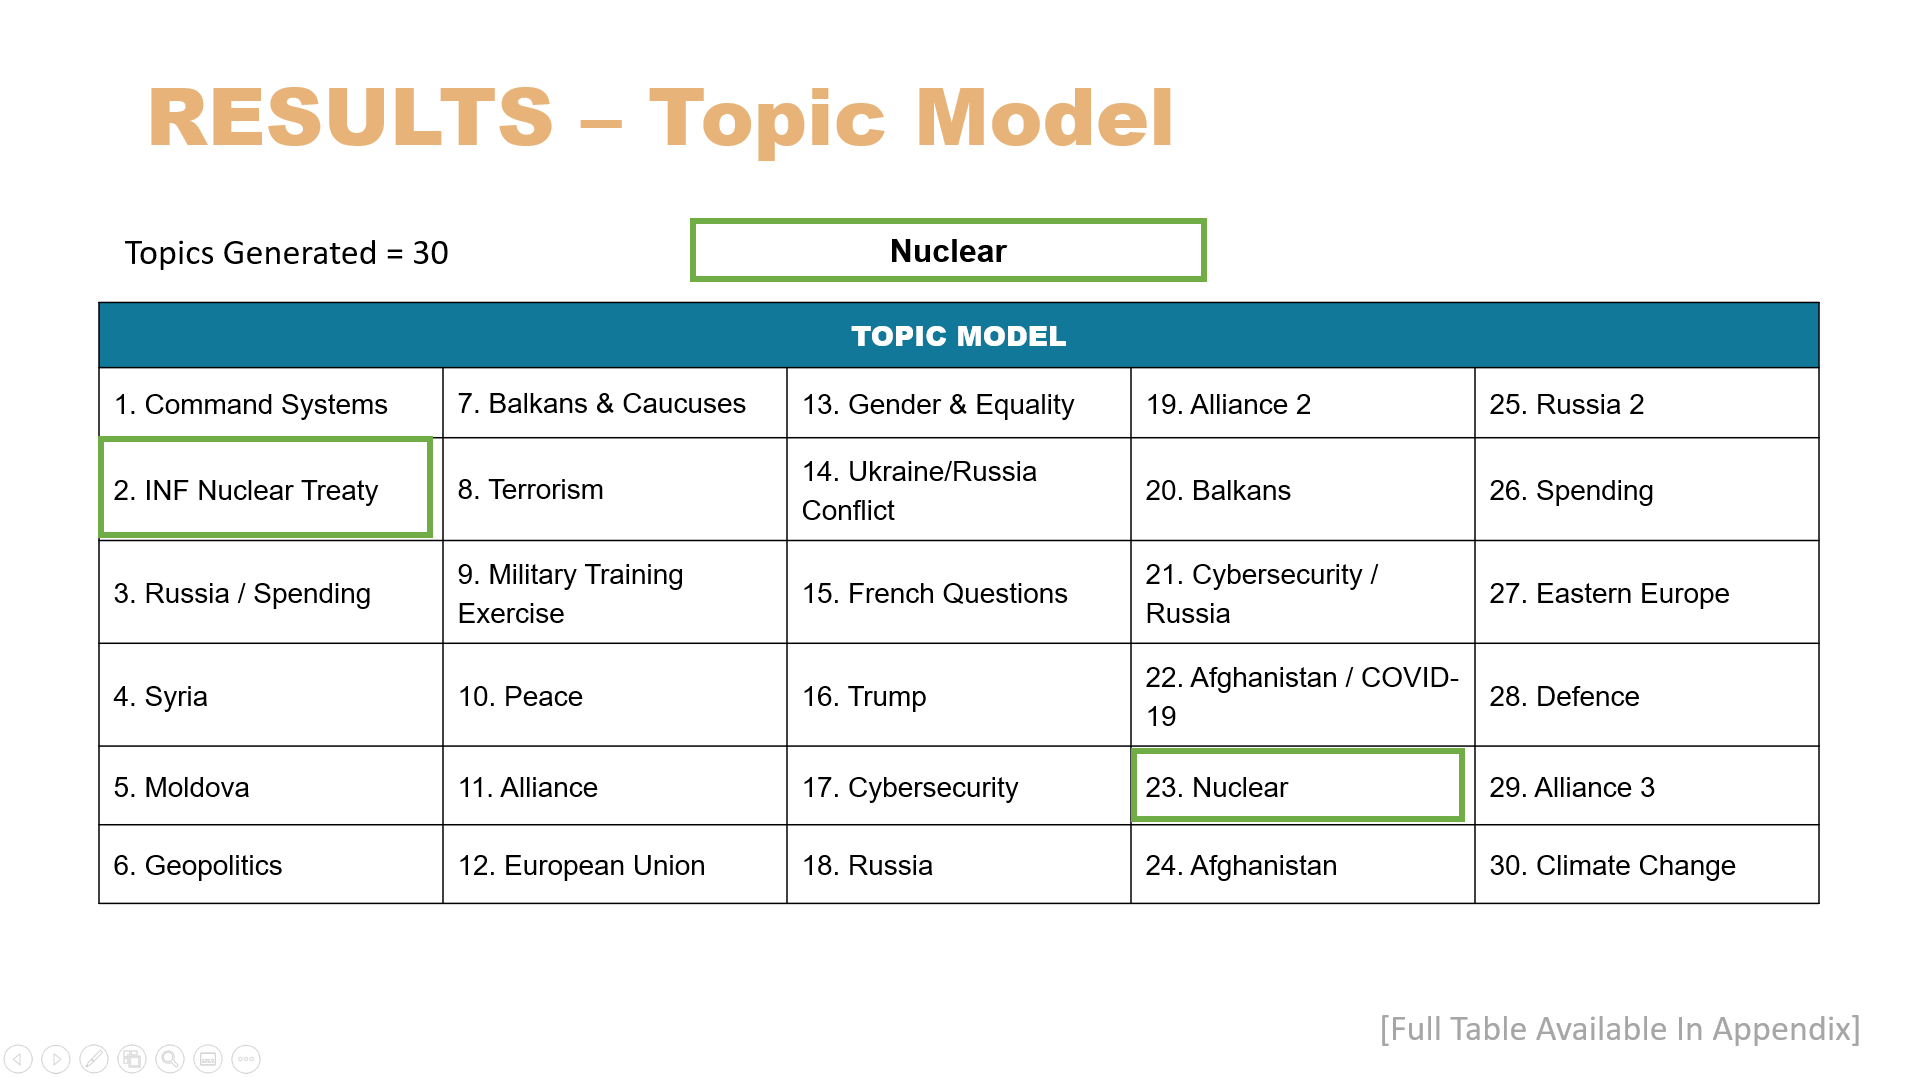 RESULTS – Topic Model
Topics Generated = 30
Nuclear
TOPIC MODEL
1. Command Systems
7. Balkans & Caucuses
13. Gender & Equality
19. Alliance 2
25. Russia 2
2. INF Nuclear Treaty
8. Terrorism
14. Ukraine/Russia
Conflict
20. Balkans
26. Spending
3. Russia / Spending
9. Military Training
Exercise
15. French Questions
21. Cybersecurity /
Russia
27. Eastern Europe
4. Syria
10. Peace
16. Trump
22. Afghanistan / COVID-
19
28. Defence
5. Moldova
11. Alliance
17. Cybersecurity
23. Nuclear
29. Alliance 3
6. Geopolitics
12. European Union
18. Russia
24. Afghanistan
30. Climate Change
[Full Table Available In Appendix]